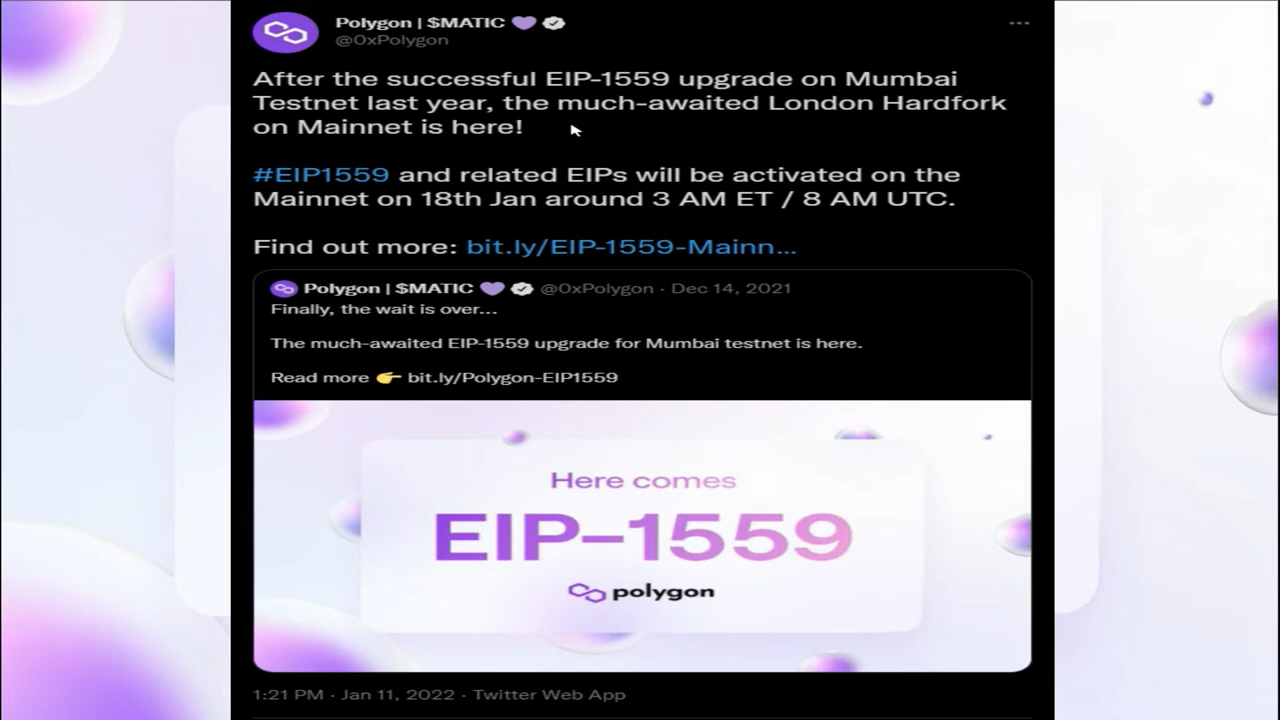 Polygon | $MATIC 💜
@0xPolygon
After the successful EIP-1559 upgrade on Mumbai
Testnet last year, the much-awaited London Hardfork
on Mainnet is here!
#EIP1559 and related EIPs will be activated on the
Mainnet on 18th Jan around 3 AM ET / 8 AM UTC.
Find out more: bit.ly/EIP-1559-Mainn...
Polygon | $MATIC 💜 @0xPolygon · Dec 14, 2021
Finally, the wait is over...
The much-awaited EIP-1559 upgrade for Mumbai testnet is here.
Read more 👉 bit.ly/Polygon-EIP1559
Here comes
EIP-1559
polygon
1:21 PM · Jan 11, 2022 · Twitter Web App